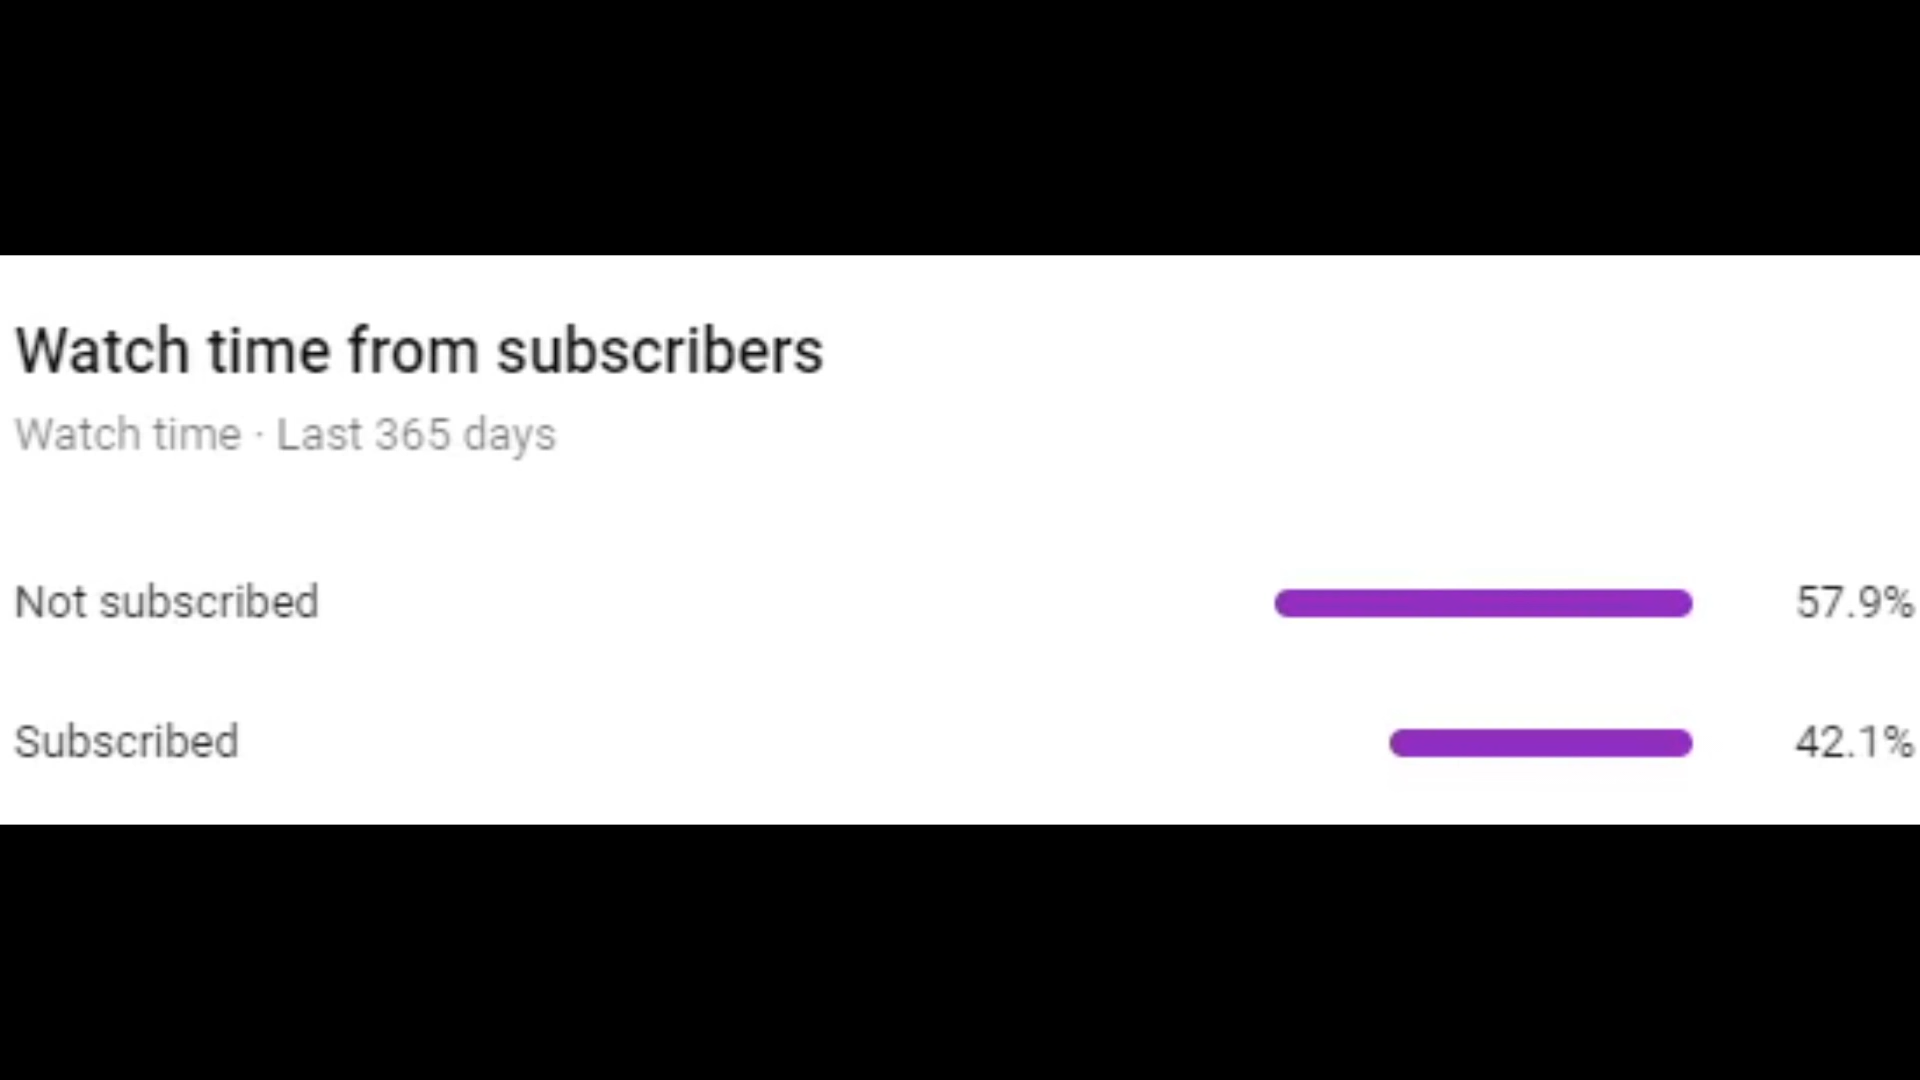 Watch time from subscribers
Watch time · Last 365 days
Not subscribed 57.9%
Subscribed 42.1%